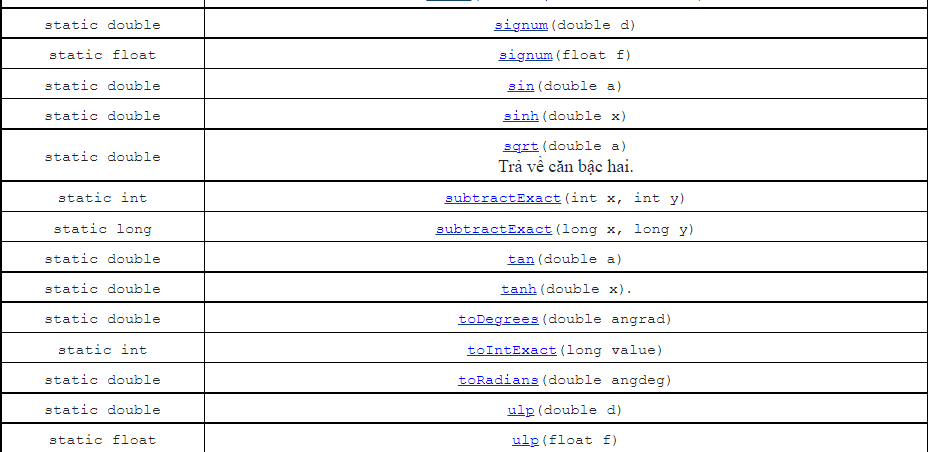 static double signum(double d)
static float signum(float f)
static double sin(double a)
static double sinh(double x)
static double sqrt(double a)
Trả về căn bậc hai.
static int subtractExact(int x, int y)
static long subtractExact(long x, long y)
static double tan(double a)
static double tanh(double x).
static double toDegrees(double angrad)
static int toIntExact(long value)
static double toRadians(double angdeg)
static double ulp(double d)
static float ulp(float f)